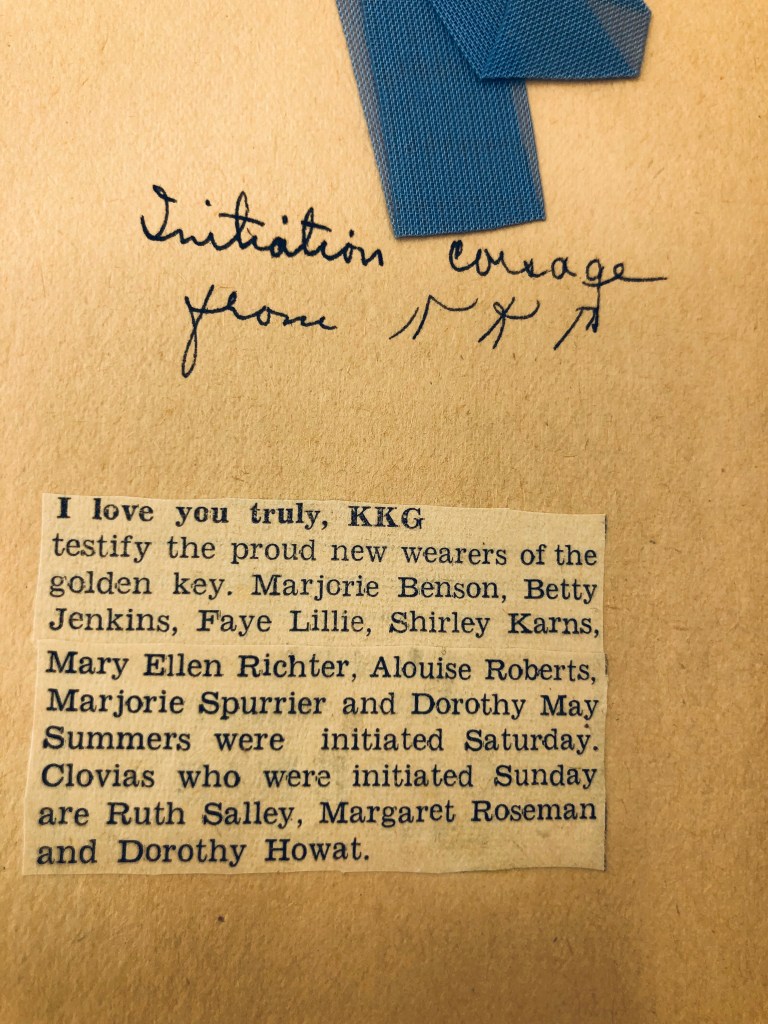 Initiation corsage
from
I love you truly, KKG
testify the proud new wearers of the
golden key. Marjorie Benson, Betty
Jenkins, Faye Lillie, Shirley Karns,
Mary Ellen Richter, Alouise Roberts,
Marjorie Spurrier and Dorothy May
Summers were initiated Saturday.
Clovias who were initiated Sunday
are Ruth Salley, Margaret Roseman
and Dorothy Howat.